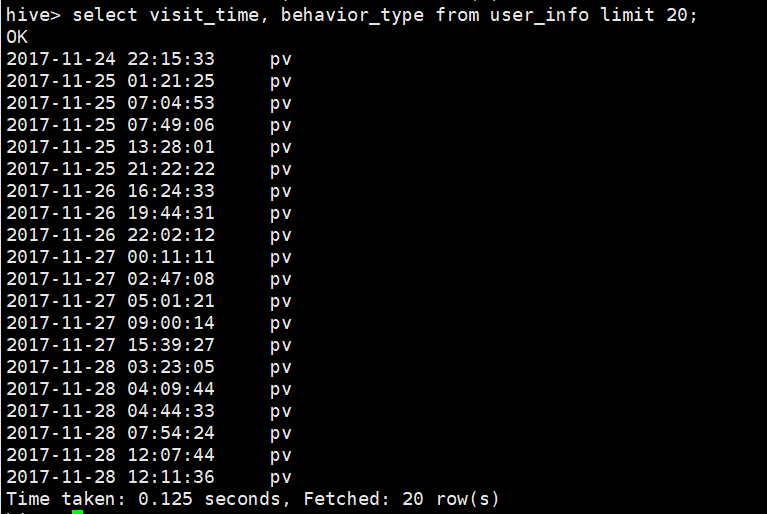 hive> select visit_time, behavior_type from user_info limit 20;
OK
2017-11-24 22:15:33     pv
2017-11-25 01:21:25     pv
2017-11-25 07:04:53     pv
2017-11-25 07:49:06     pv
2017-11-25 13:28:01     pv
2017-11-25 21:22:22     pv
2017-11-26 16:24:33     pv
2017-11-26 19:44:31     pv
2017-11-26 22:02:12     pv
2017-11-27 00:11:11     pv
2017-11-27 02:47:08     pv
2017-11-27 05:01:21     pv
2017-11-27 09:00:14     pv
2017-11-27 15:39:27     pv
2017-11-28 03:23:05     pv
2017-11-28 04:09:44     pv
2017-11-28 04:44:33     pv
2017-11-28 07:54:24     pv
2017-11-28 12:07:44     pv
2017-11-28 12:11:36     pv
Time taken: 0.125 seconds, Fetched: 20 row(s)